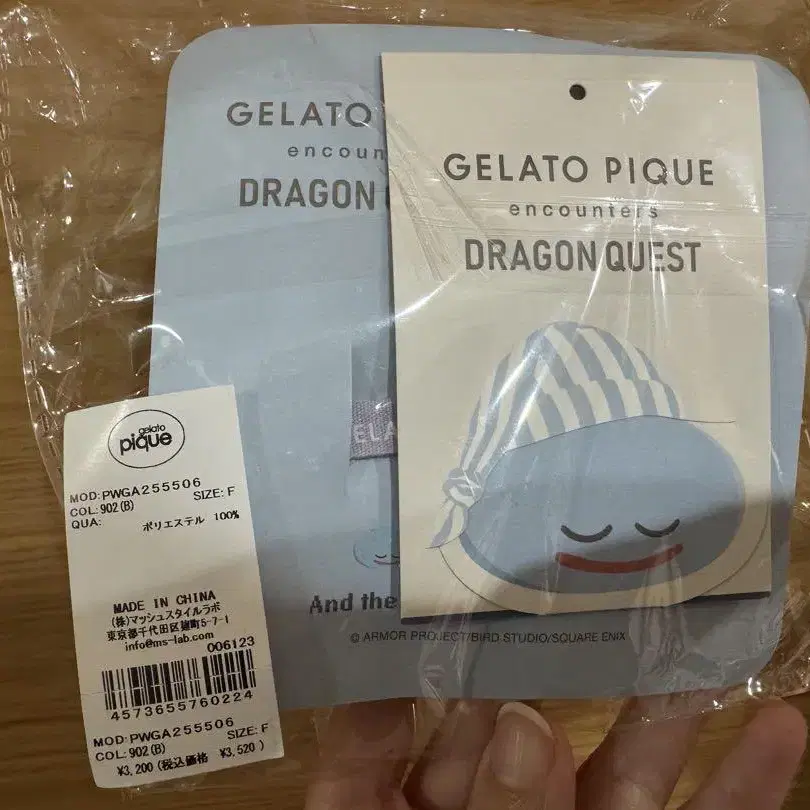 GELATO
encoun
DRAGON
GELATO PIQUE
encounters
DRAGON QUEST
ELA
And the
© ARMOR PROJECT/BIRD STUDIO/SQUARE ENIX
gelato
pique
MOD:PWGA255506
COL:902(B) SIZE:F
QUA:
ポリエステル 100%
MADE IN CHINA
(株)マッシュスタイルラボ
東京都千代田区麹町5-7-1
info@ms-lab.com
006123
4573655760224
MOD:PWGA255506
COL:902(B) SIZE:F
¥3,200 (税込価格 ¥3,520)